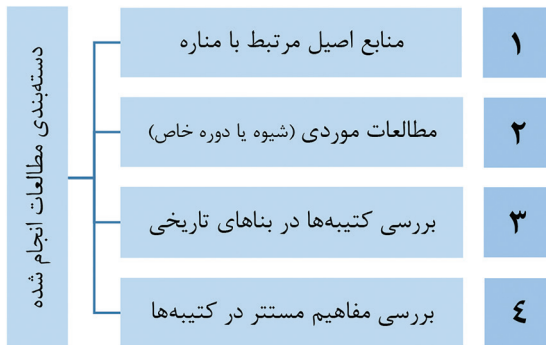 دسته‌بندی مطالعات انجام شده
۱
منابع اصیل مرتبط با مناره
۲
مطالعات موردی (شیوه یا دوره خاص)
۳
بررسی کتیبه‌ها در بناهای تاریخی
٤
بررسی مفاهیم مستتر در کتیبه‌ها